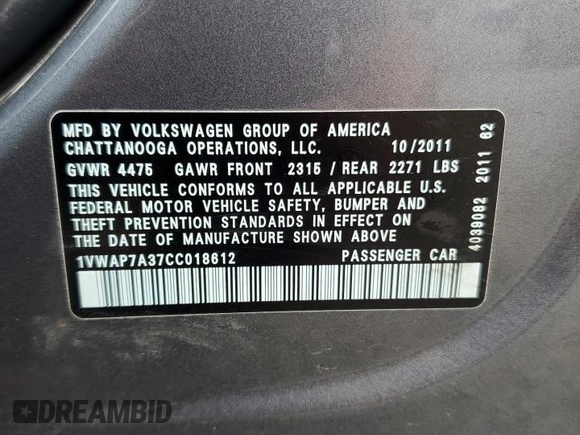 MFD BY VOLKSWAGEN GROUP OF AMERICA
CHATTANOOGA OPERATIONS, LLC. 10/2011
GVWR 4475 GAWR FRONT 2315 / REAR 2271 LBS
THIS VEHICLE CONFORMS TO ALL APPLICABLE U.S.
FEDERAL MOTOR VEHICLE SAFETY, BUMPER AND
THEFT PREVENTION STANDARDS IN EFFECT ON
THE DATE OF MANUFACTURE SHOWN ABOVE
1VWAP7A37CC018612 PASSENGER CAR
4039082 2011 62
DREAMBID